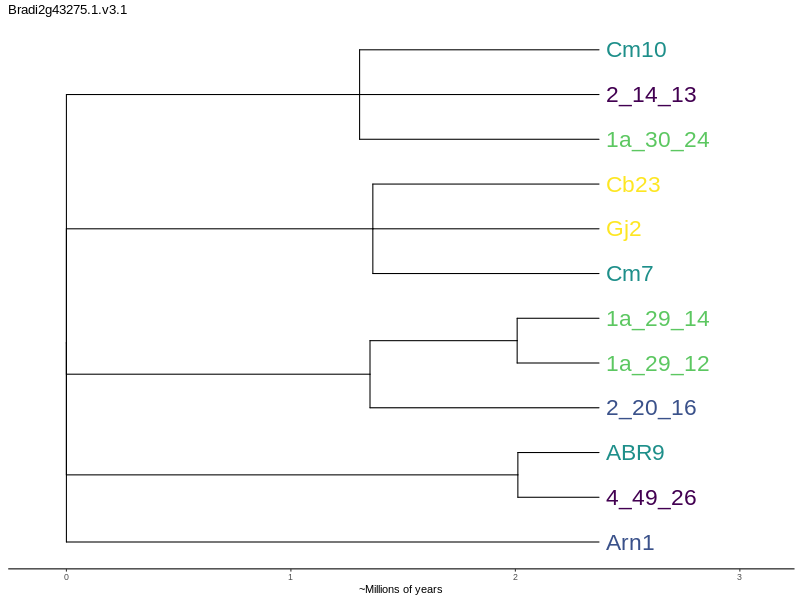 Bradi2g43275.1.v3.1
Cm10
2_14_13
1a_30_24
Cb23
Gj2
Cm7
1a_29_14
1a_29_12
2_20_16
ABR9
4_49_26
Arn1
0 1 2 3
~Millions of years